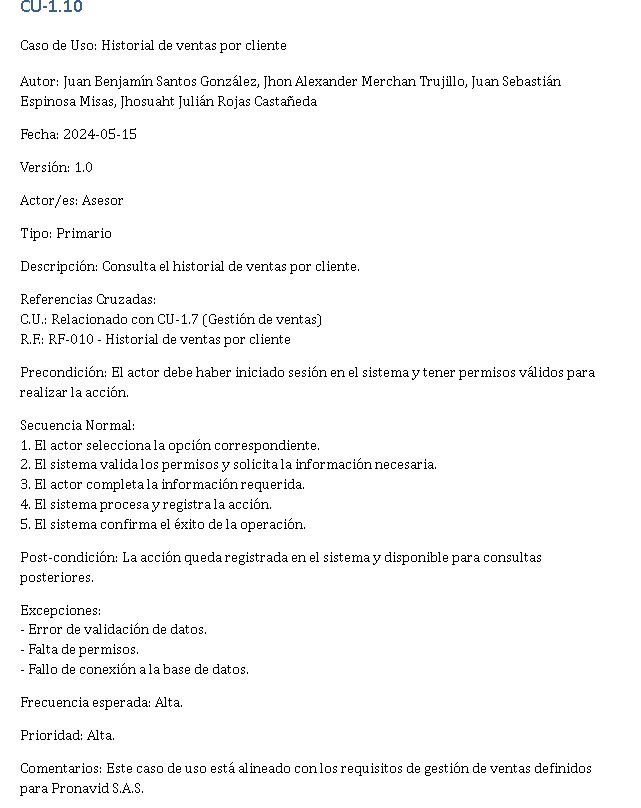 CU-1.10
Caso de Uso: Historial de ventas por cliente
Autor: Juan Benjamín Santos González, Jhon Alexander Merchan Trujillo, Juan Sebastián
Espinosa Misas, Jhosuaht Julián Rojas Castañeda
Fecha: 2024-05-15
Versión: 1.0
Actor/es: Asesor
Tipo: Primario
Descripción: Consulta el historial de ventas por cliente.
Referencias Cruzadas:
C.U.: Relacionado con CU-1.7 (Gestión de ventas)
R.F.: RF-010 - Historial de ventas por cliente
Precondición: El actor debe haber iniciado sesión en el sistema y tener permisos válidos para
realizar la acción.
Secuencia Normal:
1. El actor selecciona la opción correspondiente.
2. El sistema valida los permisos y solicita la información necesaria.
3. El actor completa la información requerida.
4. El sistema procesa y registra la acción.
5. El sistema confirma el éxito de la operación.
Post-condición: La acción queda registrada en el sistema y disponible para consultas
posteriores.
Excepciones:
- Error de validación de datos.
- Falta de permisos.
- Fallo de conexión a la base de datos.
Frecuencia esperada: Alta.
Prioridad: Alta.
Comentarios: Este caso de uso está alineado con los requisitos de gestión de ventas definidos
para Pronavid S.A.S.